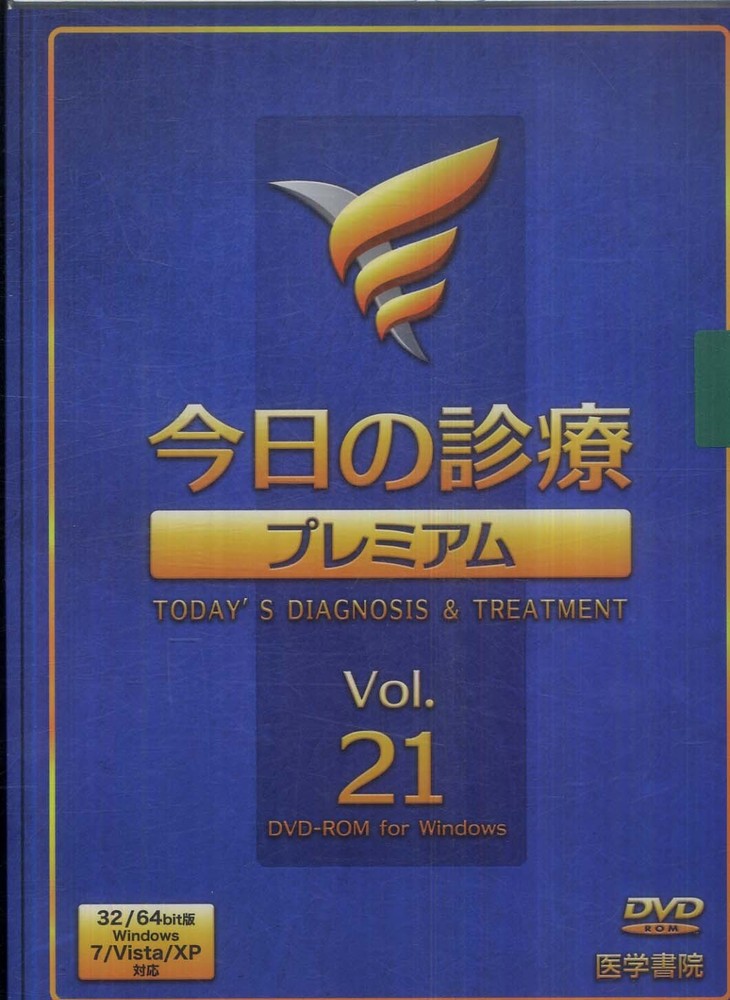 今日の診療
プレミアム
TODAY'S DIAGNOSIS & TREATMENT
Vol.
21
DVD-ROM for Windows
32/64bit版
Windows
7/Vista/XP
対応
DVD
ROM
医学書院